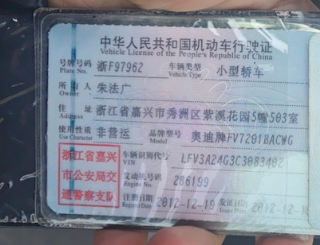 中华人民共和国机动车行驶证
Vehicle License of the People's Republic of China
号牌号码 浙F97962 车辆类型 小型轿车
Plate No. Vehicle Type
所有人 朱法广
Owner
住址 浙江省嘉兴市秀洲区紫溪花园5幢503室
Address
使用性质 非营运 品牌型号 奥迪牌FV7201BACWG
Use Character Model
浙江省嘉兴
市公安局交
通警察支队
车辆识别代号 LFV3A24G3C3083402
VIN
发动机号码 286199
Engine No.
注册日期 2012-12-19 发证日期 2012-12-19
Register Date Issue Date